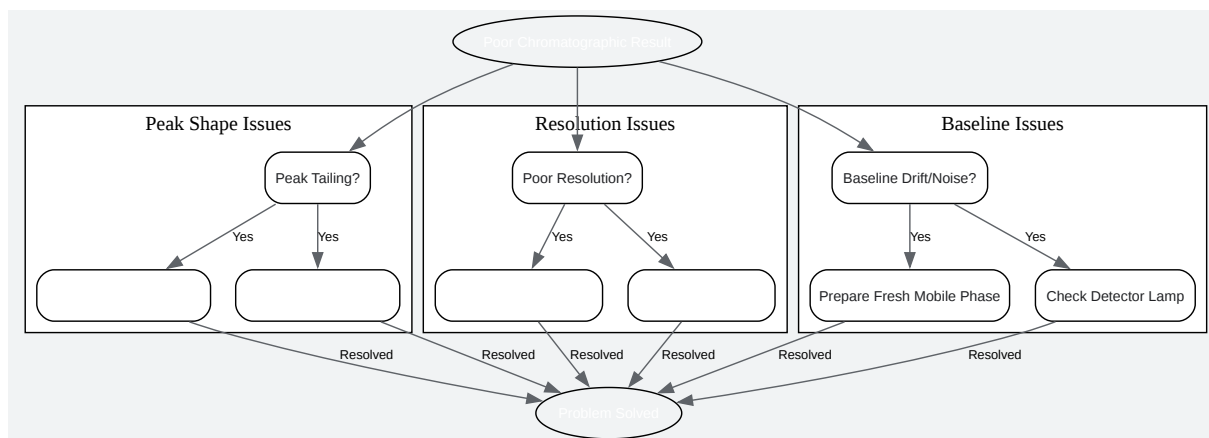 Poor Chromatographic Result
Peak Shape Issues
Resolution Issues
Baseline Issues
Peak Tailing?
Poor Resolution?
Baseline Drift/Noise?
Yes
Yes
Yes
Yes
Yes
Yes
Prepare Fresh Mobile Phase
Check Detector Lamp
Resolved
Resolved
Resolved
Resolved
Resolved
Resolved
Problem Solved